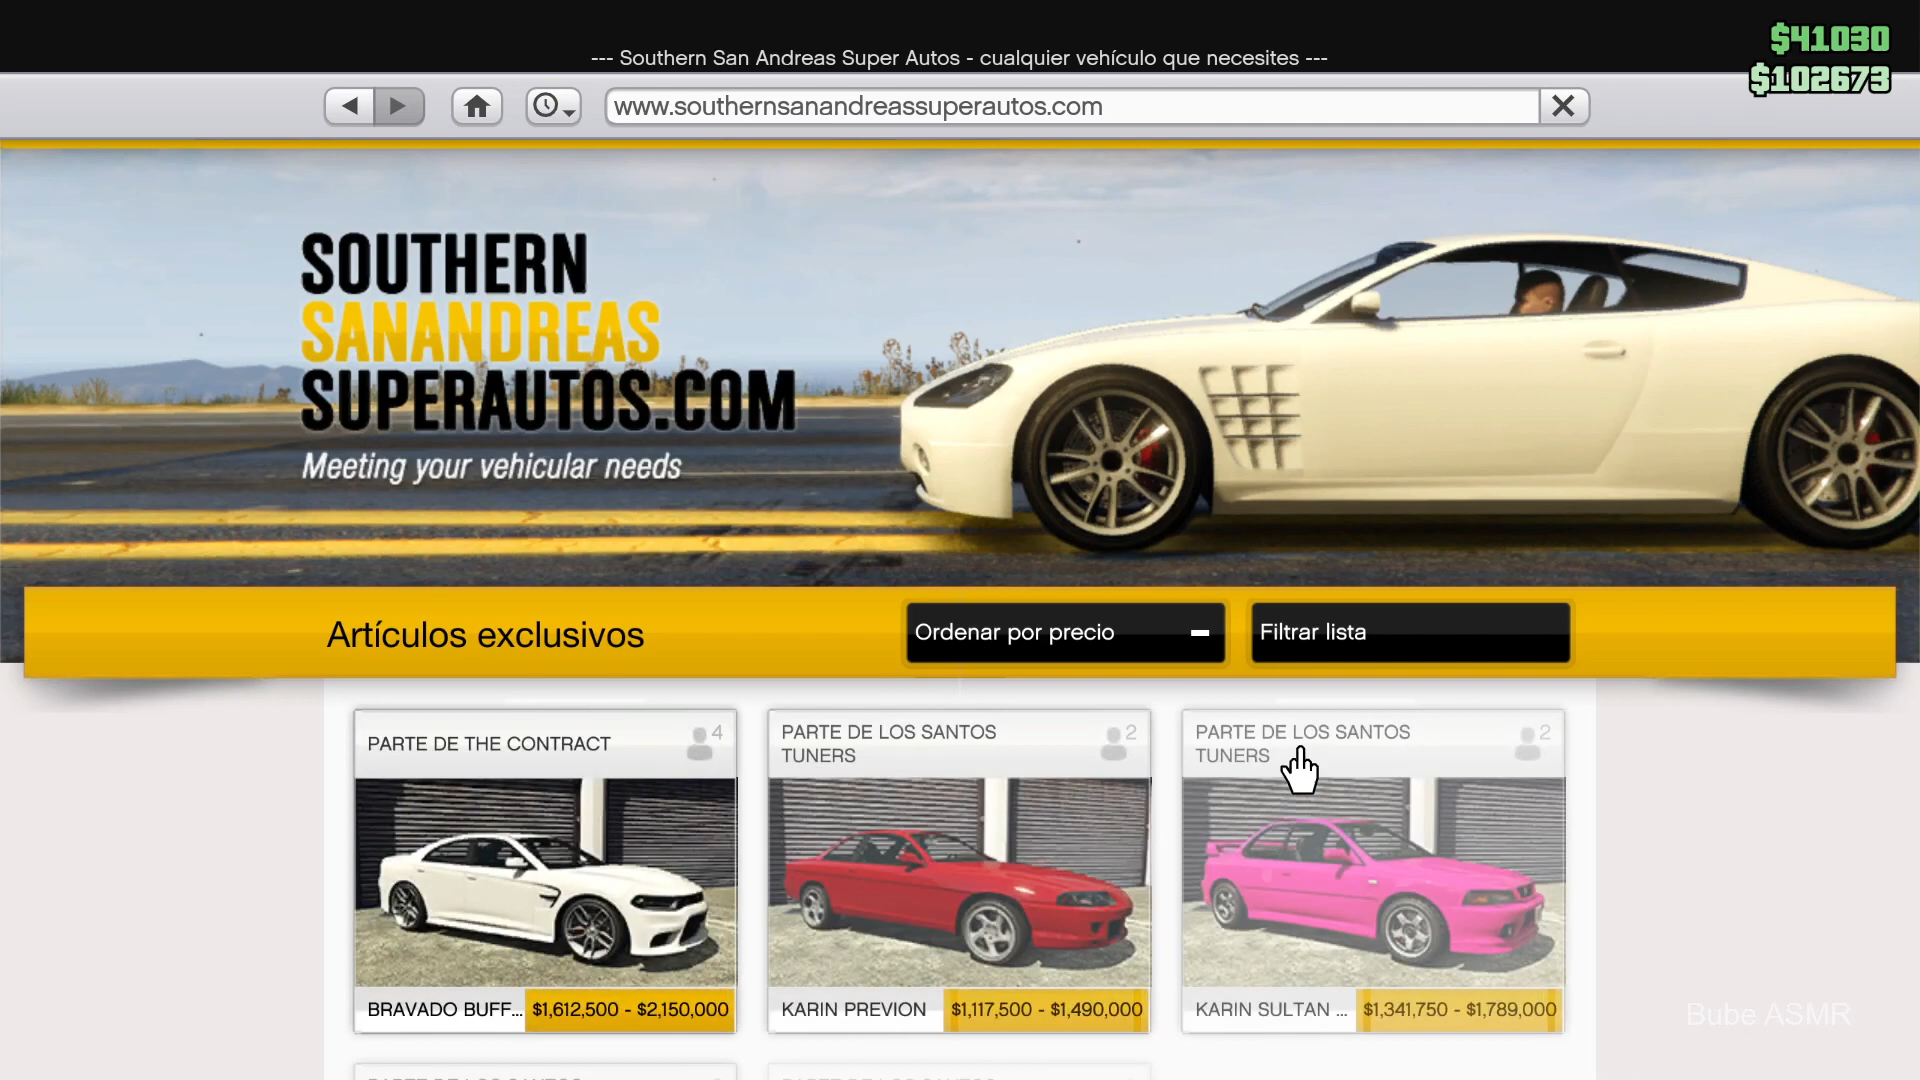 --- Southern San Andreas Super Autos - cualquier vehículo que necesites ---
$41030
$102673
www.southernsanandreassuperautos.com
SOUTHERN
SANANDREAS
SUPERAUTOS.COM
Meeting your vehicular needs
Artículos exclusivos
Ordenar por precio
Filtrar lista
PARTE DE THE CONTRACT
4
PARTE DE LOS SANTOS
TUNERS
2
PARTE DE LOS SANTOS
TUNERS
2
BRAVADO BUFF...
$1,612,500 - $2,150,000
KARIN PREVION
$1,117,500 - $1,490,000
KARIN SULTAN ...
$1,341,750 - $1,789,000
Bube ASMR